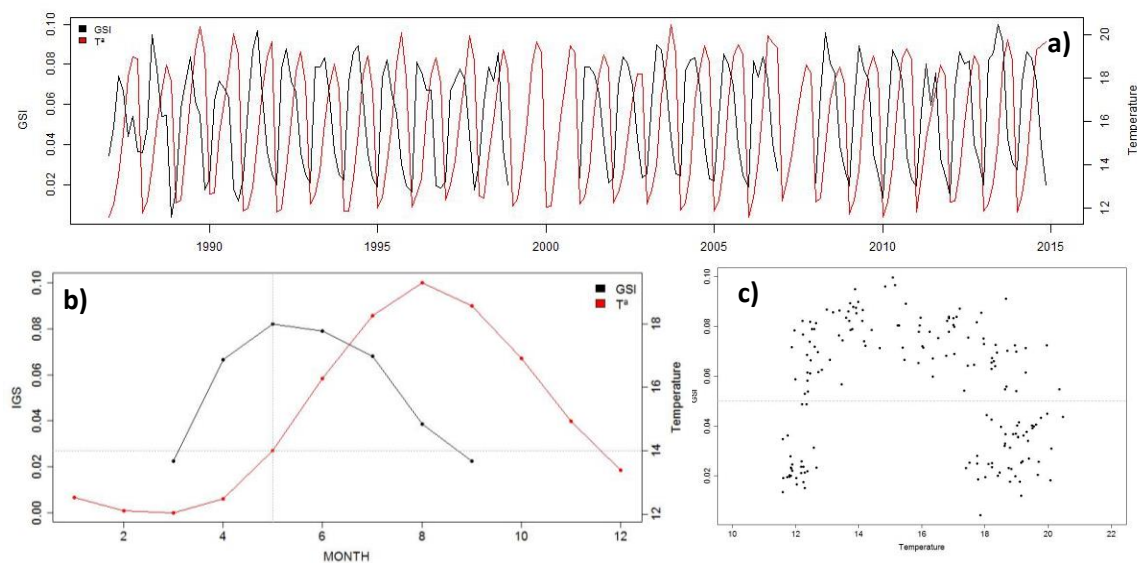 a)
GSI
Tª
GSI
0.02 0.04 0.06 0.08 0.10
12 14 16 18 20
Temperature
1990 1995 2000 2005 2010 2015
b)
GSI
Tª
IGS
0.00 0.02 0.04 0.06 0.08 0.10
12 14 16 18
Temperature
2 4 6 8 10 12
MONTH
c)
GSI
0.02 0.04 0.06 0.08 0.10
10 12 14 16 18 20 22
Temperature